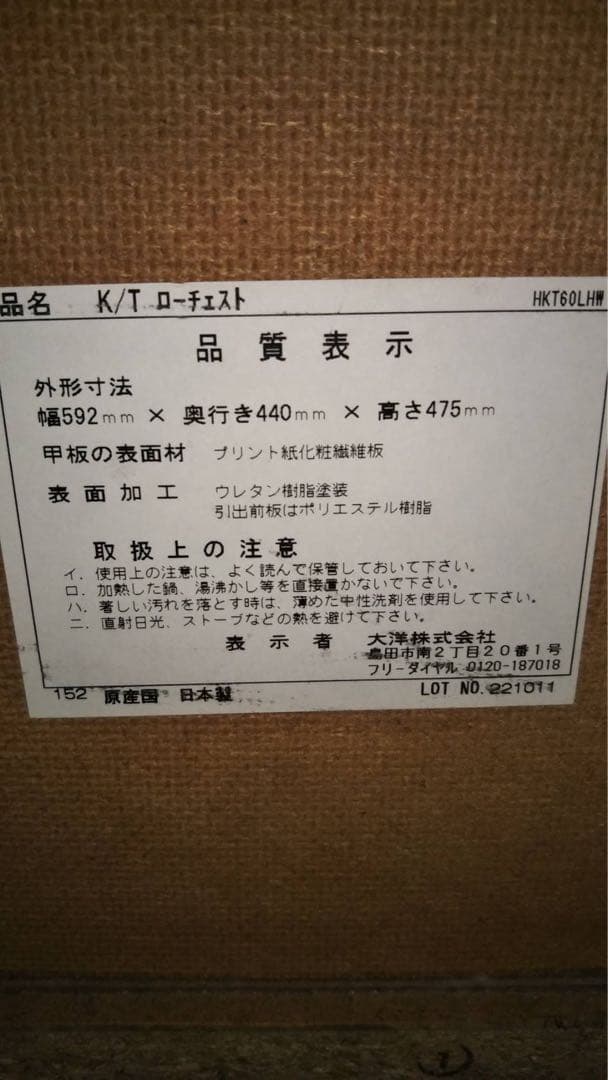 品名 K/T ローチェスト HKT60LHW
品質表示
外形寸法
幅592mm × 奥行き440mm × 高さ475mm
甲板の表面材 プリント紙化粧繊維板
表面加工 ウレタン樹脂塗装
引出前板はポリエステル樹脂
取扱上の注意
イ．使用上の注意は、よく読んで保管しておいて下さい。
ロ．加熱した鍋、湯沸かし等を直接置かないで下さい。
ハ．著しい汚れを落とす時は、薄めた中性洗剤を使用して下さい。
ニ．直射日光、ストーブなどの熱を避けて下さい。
表示者 大洋株式会社
島田市南2丁目20番1号
フリーダイヤル 0120-187018
152 原産国 日本製 LOT NO.221011
1